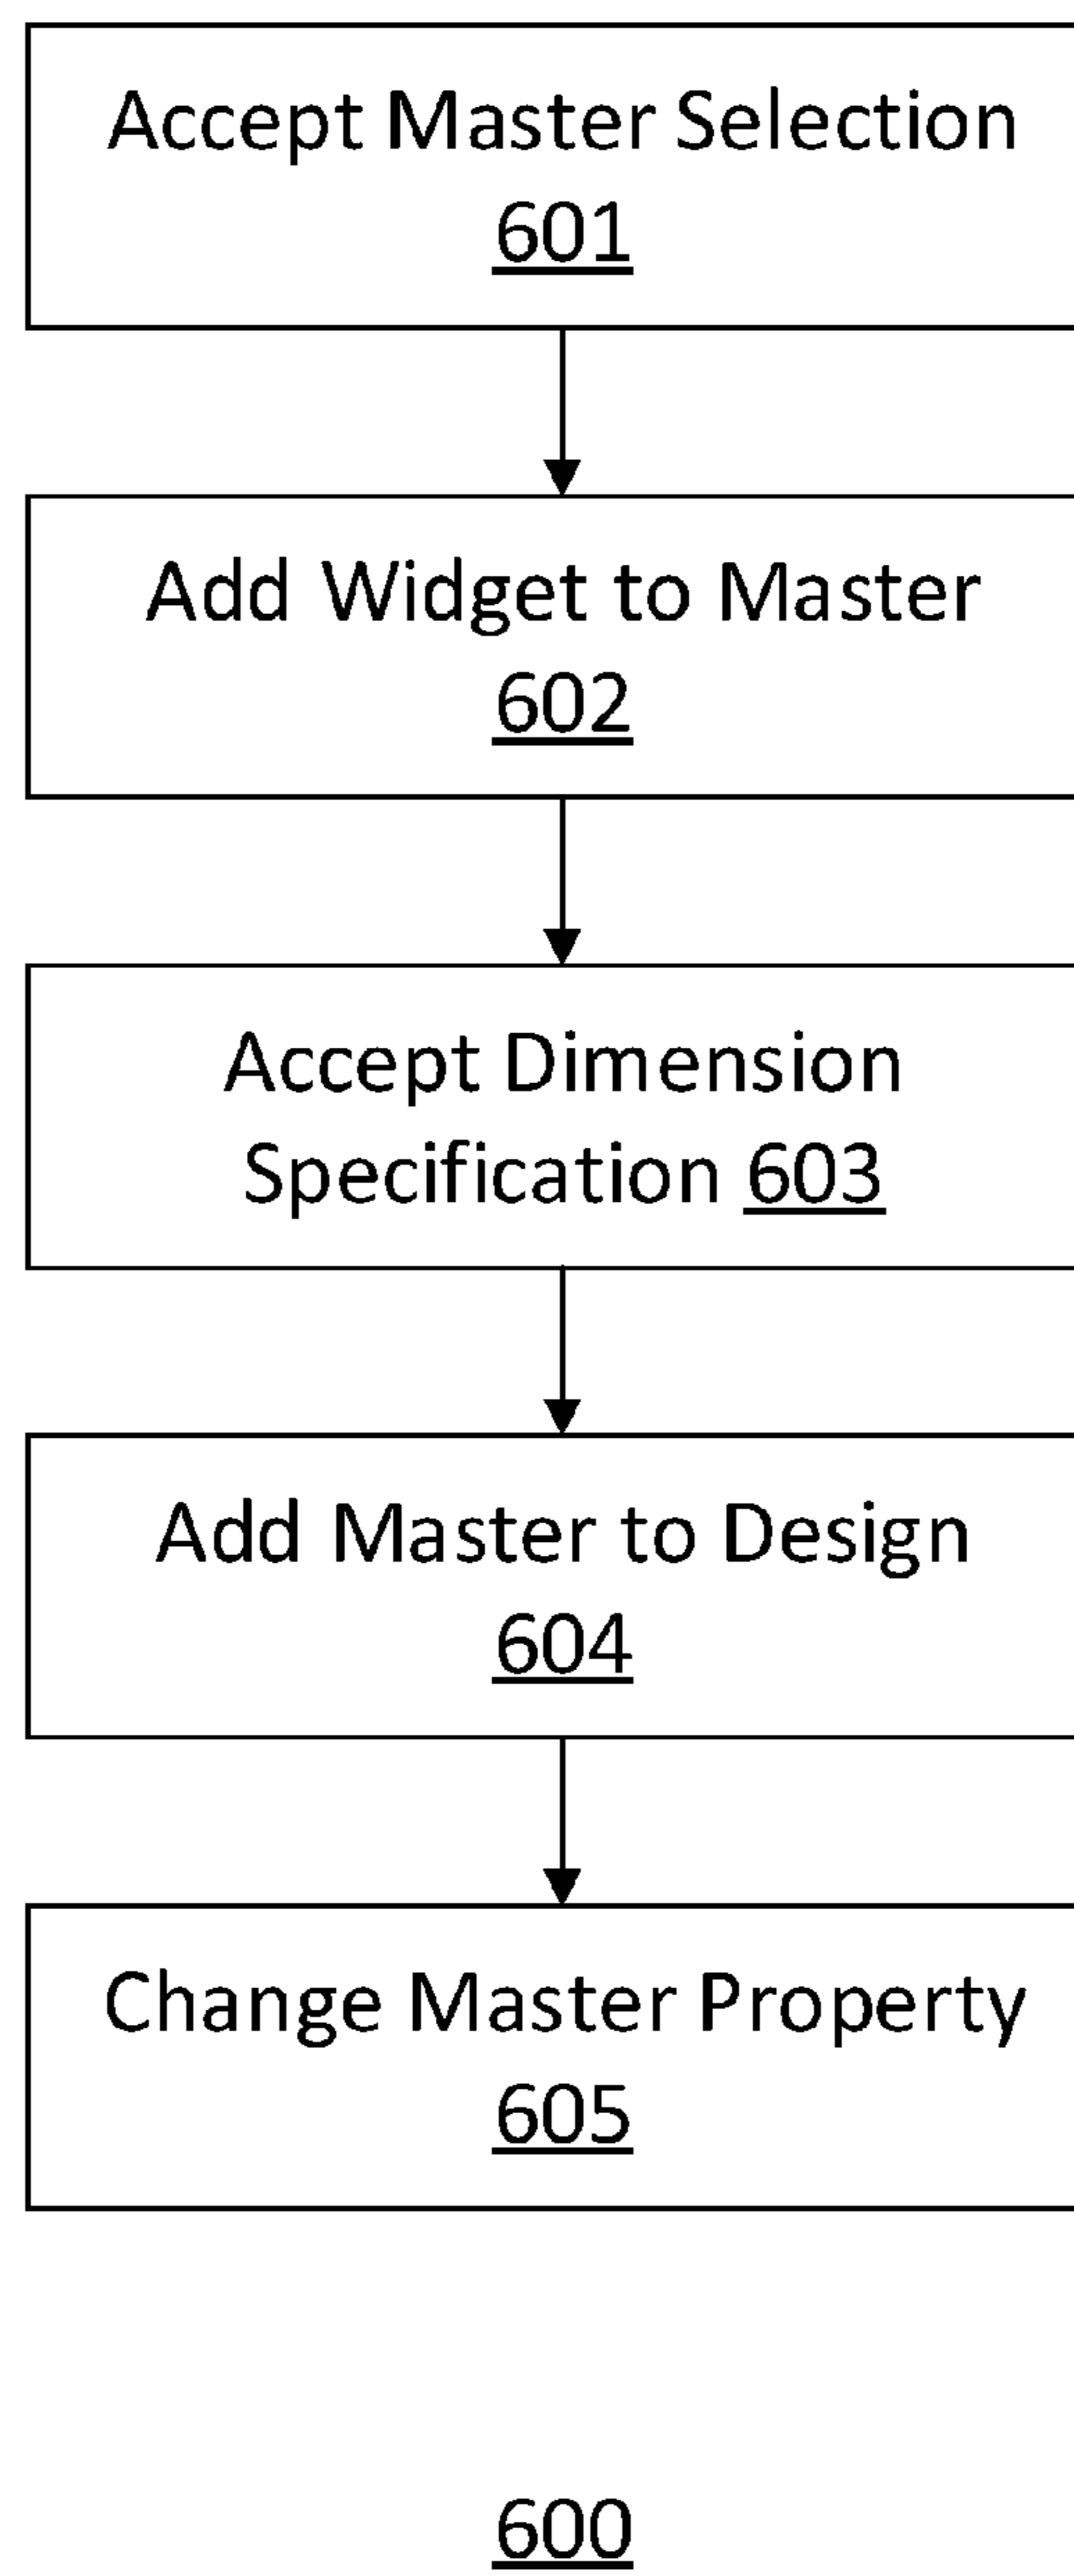 Accept Master Selection
601
Add Widget to Master
602
Accept Dimension
Specification 603
Add Master to Design
604
Change Master Property
605
600